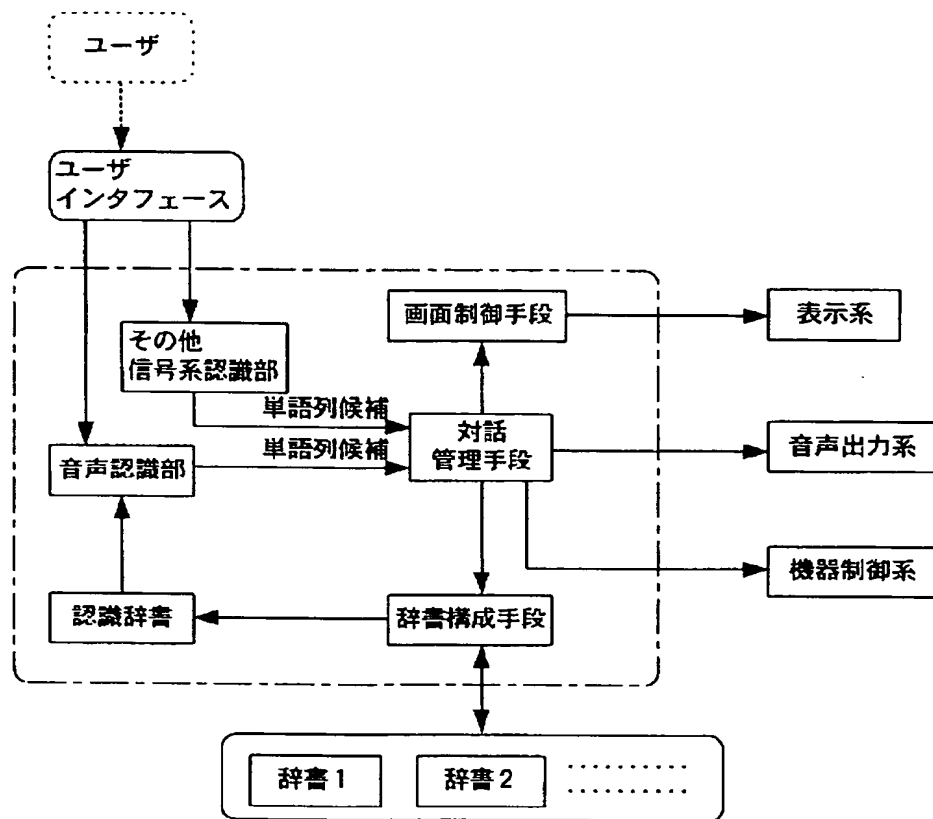 ユーザ
ユーザ
インタフェース
その他
信号系認識部
画面制御手段
表示系
単語列候補
単語列候補
対話
管理手段
音声出力系
音声認識部
機器制御系
認識辞書
辞書構成手段
辞書1
辞書2